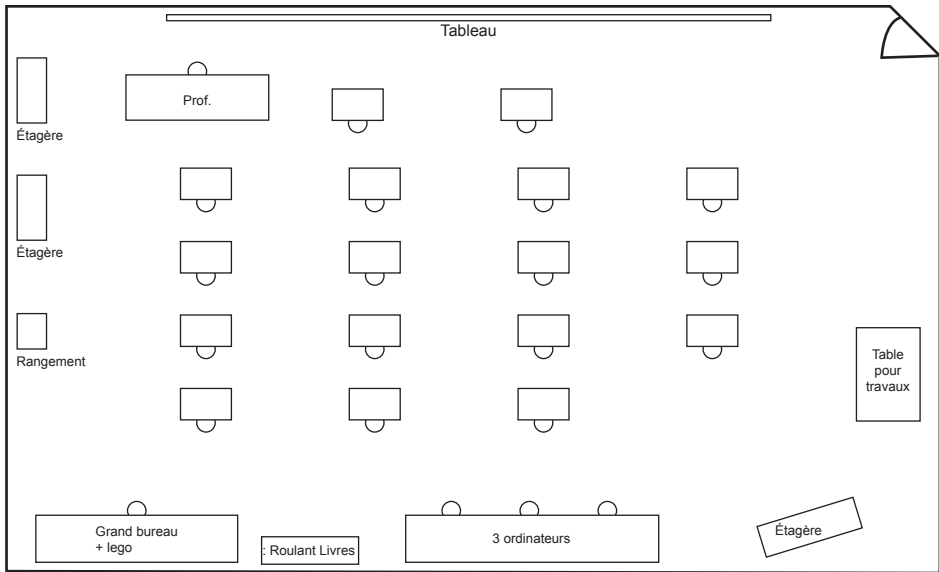 Tableau
Prof.
Étagère
Étagère
Rangement
Table
pour
travaux
Grand bureau
+ lego
: Roulant Livres
3 ordinateurs
Étagère